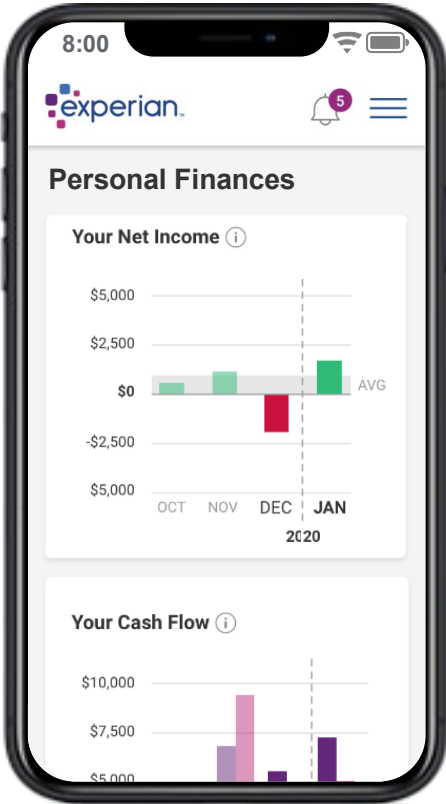 8:00
experian™
5
Personal Finances
Your Net Income i
$5,000
$2,500
$0
AVG
-$2,500
$5,000
OCT NOV DEC JAN
2020
Your Cash Flow i
$10,000
$7,500
$5,000